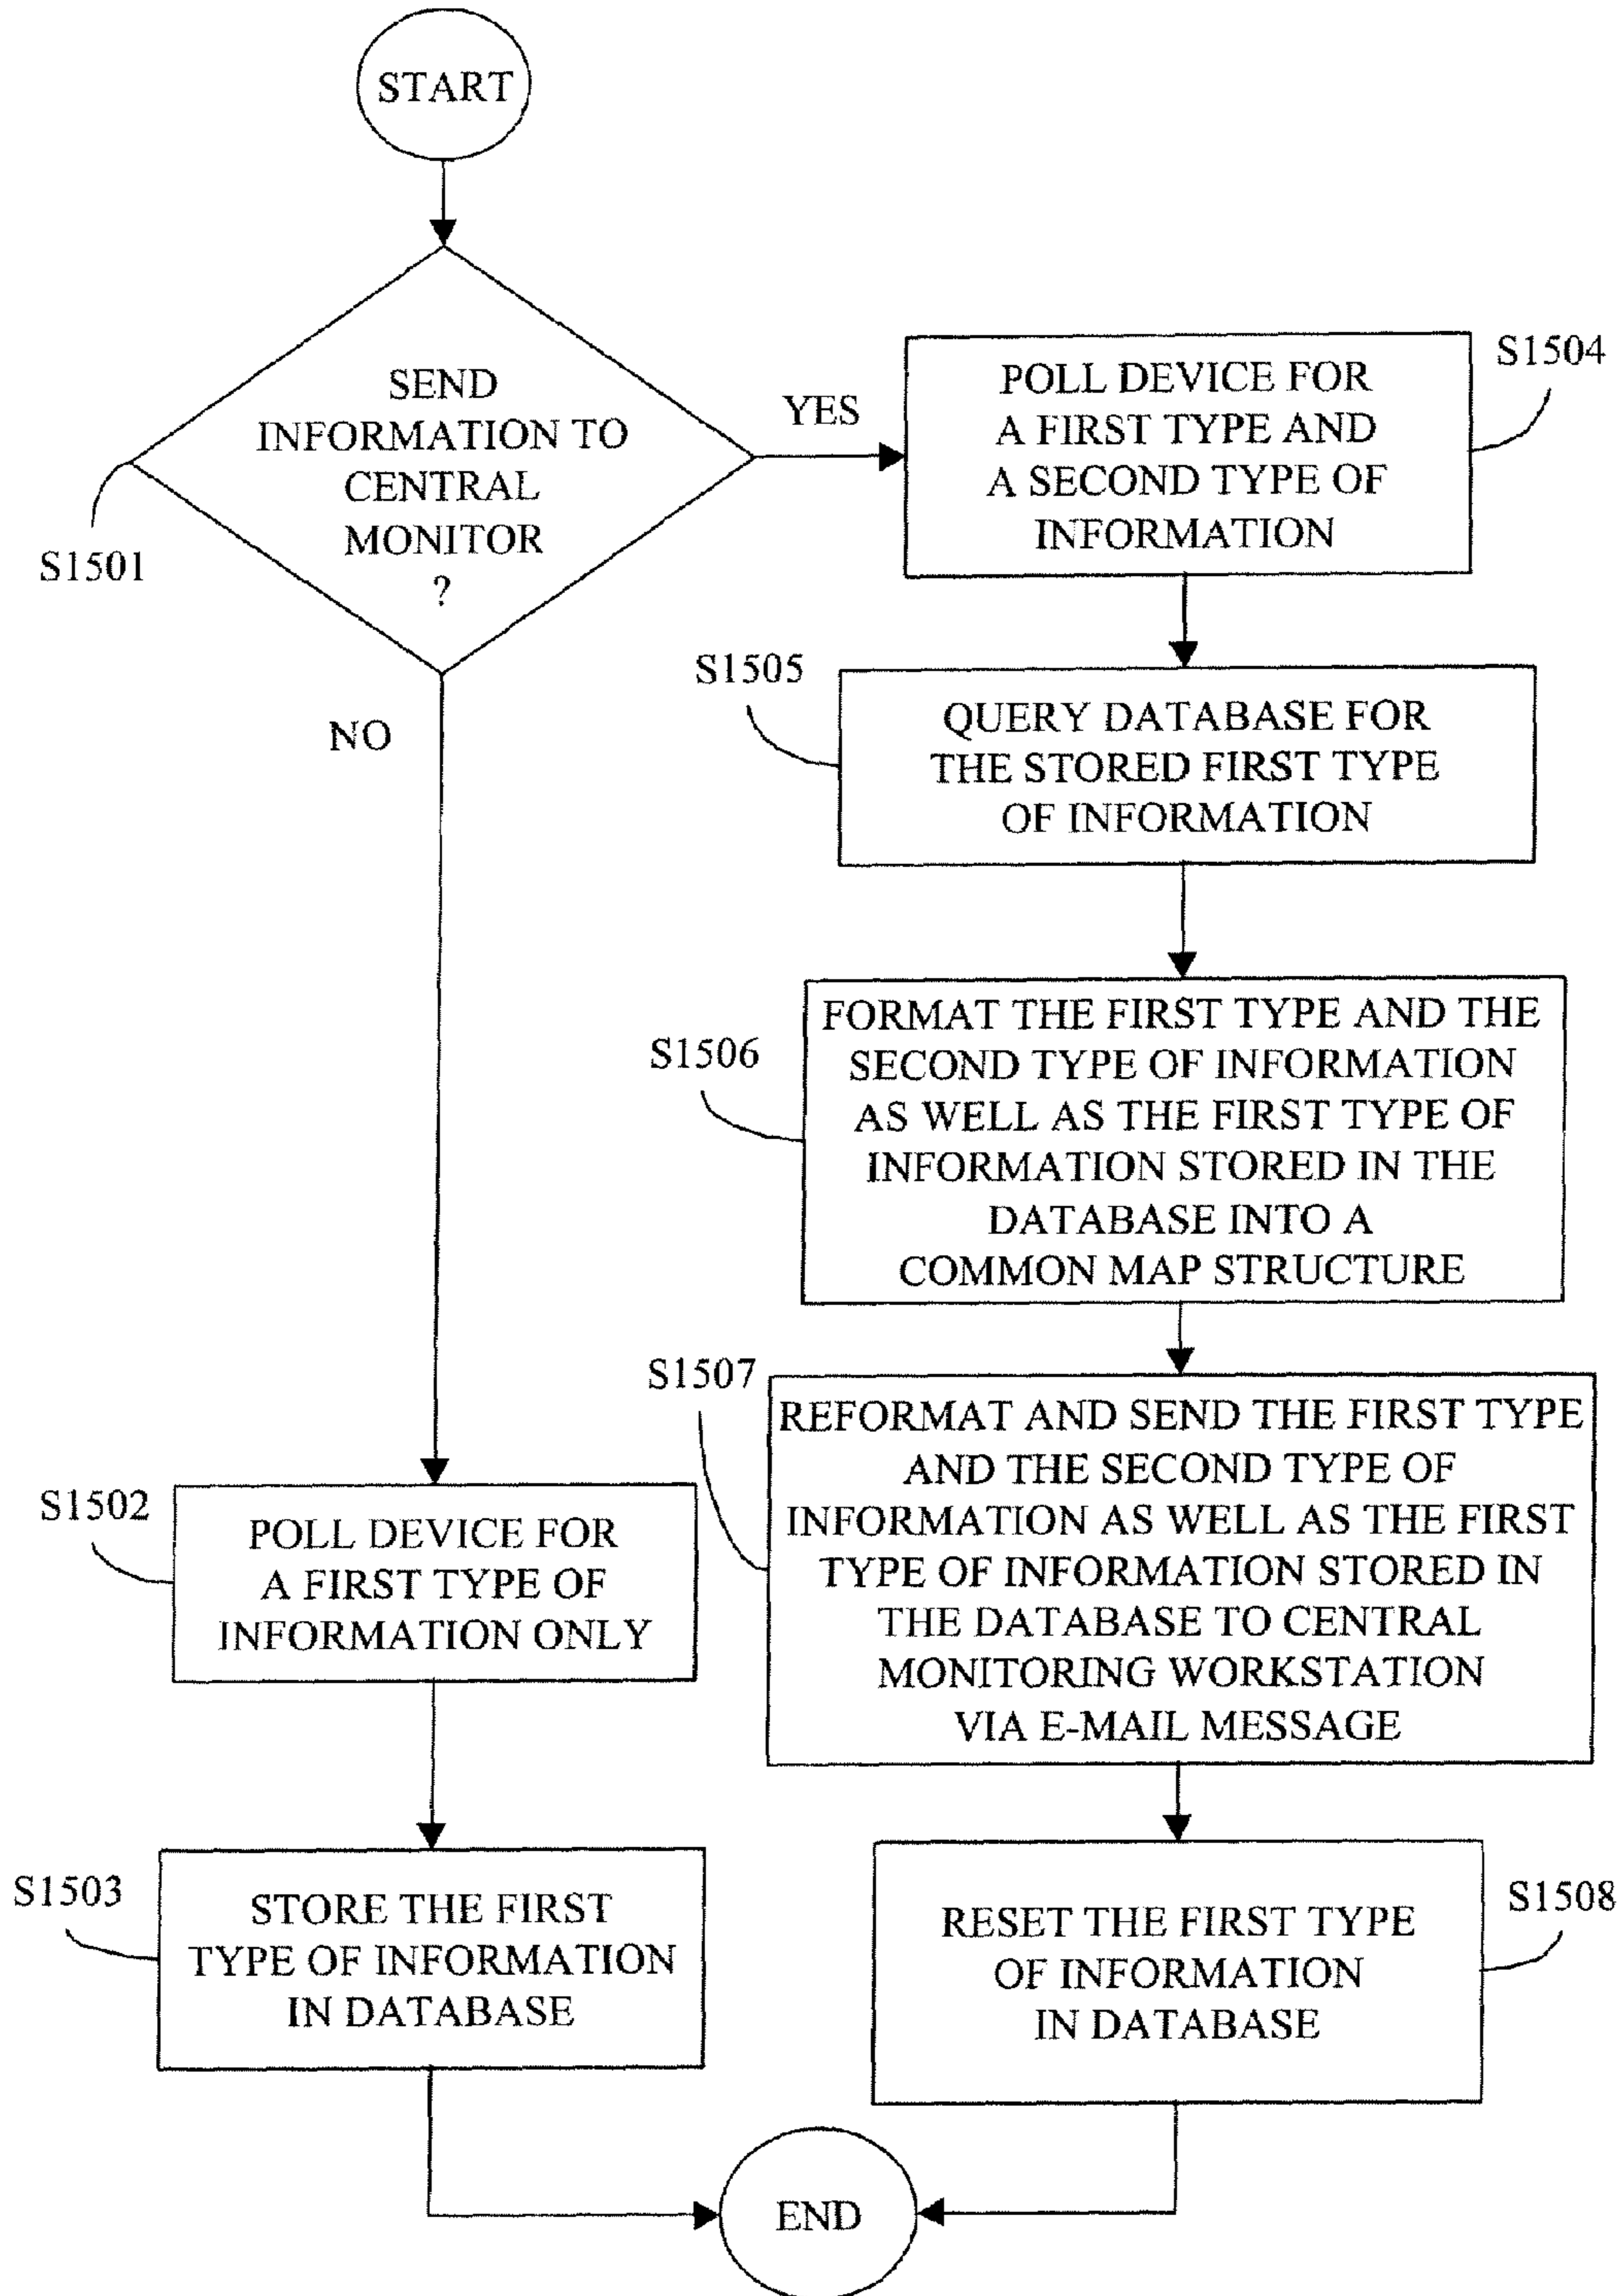 START
SEND
INFORMATION TO
CENTRAL
MONITOR
?
S1501
YES
NO
POLL DEVICE FOR
A FIRST TYPE AND
A SECOND TYPE OF
INFORMATION
S1504
S1505
QUERY DATABASE FOR
THE STORED FIRST TYPE
OF INFORMATION
S1506
FORMAT THE FIRST TYPE AND THE
SECOND TYPE OF INFORMATION
AS WELL AS THE FIRST TYPE OF
INFORMATION STORED IN THE
DATABASE INTO A
COMMON MAP STRUCTURE
S1507
REFORMAT AND SEND THE FIRST TYPE
AND THE SECOND TYPE OF
INFORMATION AS WELL AS THE FIRST
TYPE OF INFORMATION STORED IN
THE DATABASE TO CENTRAL
MONITORING WORKSTATION
VIA E-MAIL MESSAGE
S1502
POLL DEVICE FOR
A FIRST TYPE OF
INFORMATION ONLY
S1503
STORE THE FIRST
TYPE OF INFORMATION
IN DATABASE
RESET THE FIRST TYPE
OF INFORMATION
IN DATABASE
S1508
END